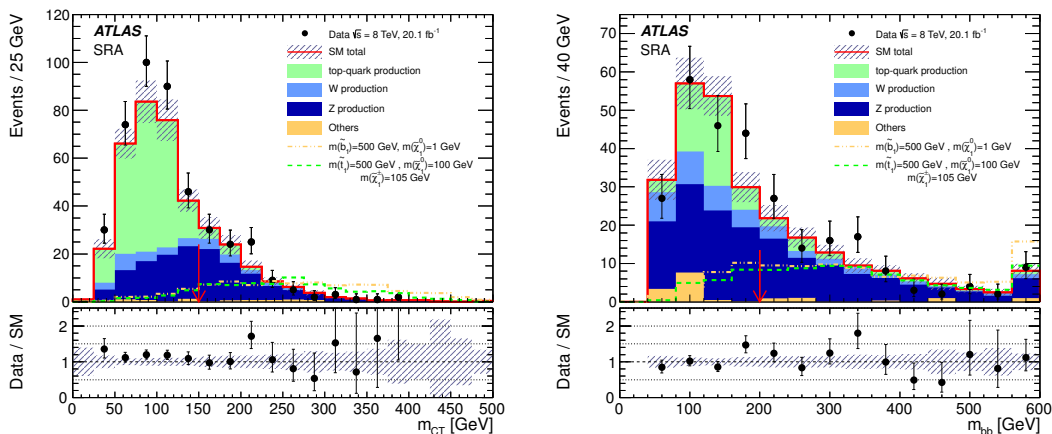 ATLAS
SRA
Data √s = 8 TeV, 20.1 fb⁻¹
SM total
top-quark production
W production
Z production
Others
m(b̃₁)=500 GeV, m(χ̃₁⁰)=1 GeV
m(t̃₁)=500 GeV , m(χ̃₁⁰)=100 GeV
m(χ̃₁±)=105 GeV
Events / 25 GeV
120
100
80
60
40
20
0
Data / SM
2
1
0
0 50 100 150 200 250 300 350 400 450 500
m_CT [GeV]
ATLAS
SRA
Data √s = 8 TeV, 20.1 fb⁻¹
SM total
top-quark production
W production
Z production
Others
m(b̃₁)=500 GeV , m(χ̃₁⁰)=1 GeV
m(t̃₁)=500 GeV , m(χ̃₁⁰)=100 GeV
m(χ̃₁±)=105 GeV
Events / 40 GeV
70
60
50
40
30
20
10
0
Data / SM
2
1
0
0 100 200 300 400 500 600
m_bb [GeV]